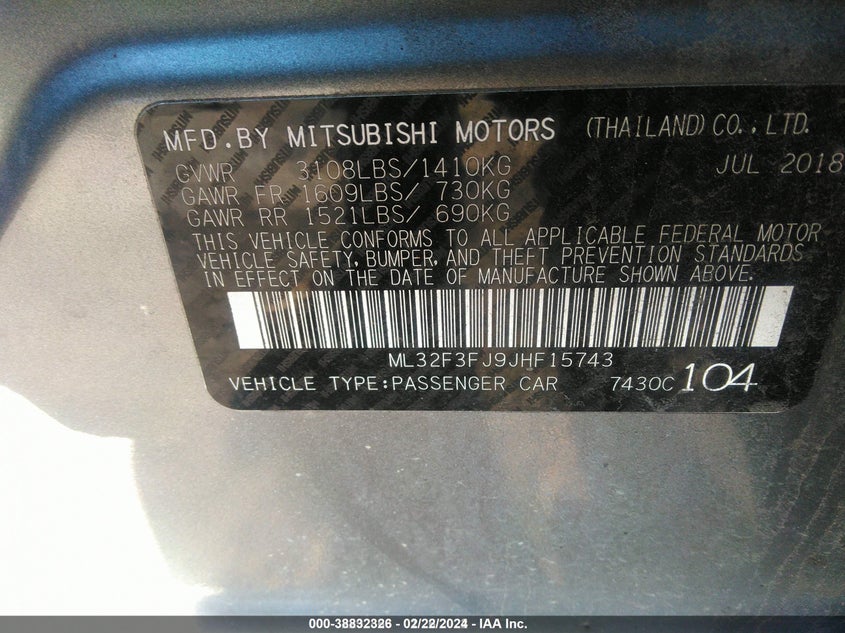 MFD.BY MITSUBISHI MOTORS (THAILAND) CO.,LTD.
GVWR 3108LBS/1410KG JUL 2018
GAWR FR 1609LBS/ 730KG
GAWR RR 1521LBS/ 690KG
THIS VEHICLE CONFORMS TO ALL APPLICABLE FEDERAL MOTOR
VEHICLE SAFETY, BUMPER, AND THEFT PREVENTION STANDARDS
IN EFFECT ON THE DATE OF MANUFACTURE SHOWN ABOVE.
ML32F3FJ9JHF15743
VEHICLE TYPE:PASSENGER CAR 7430C 104
000-38832326 - 02/22/2024 - IAA Inc.